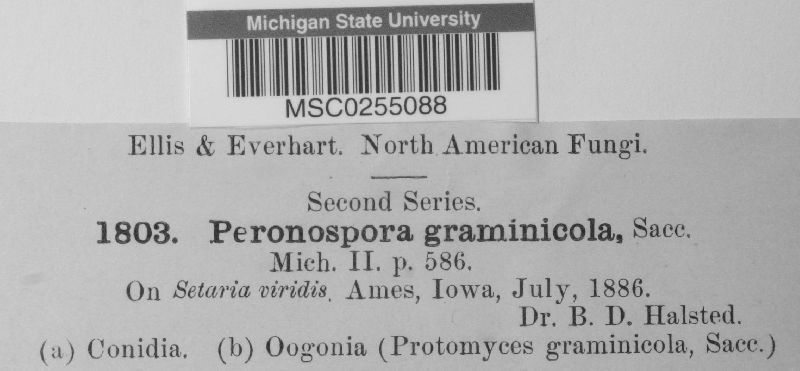 Michigan State University
MSC0255088
Ellis & Everhart. North American Fungi.
Second Series.
1803. Peronospora graminicola, Sacc.
Mich. II. p. 586.
On Setaria viridis. Ames, Iowa, July, 1886.
Dr. B. D. Halsted.
(a) Conidia. (b) Oogonia (Protomyces graminicola, Sacc.)